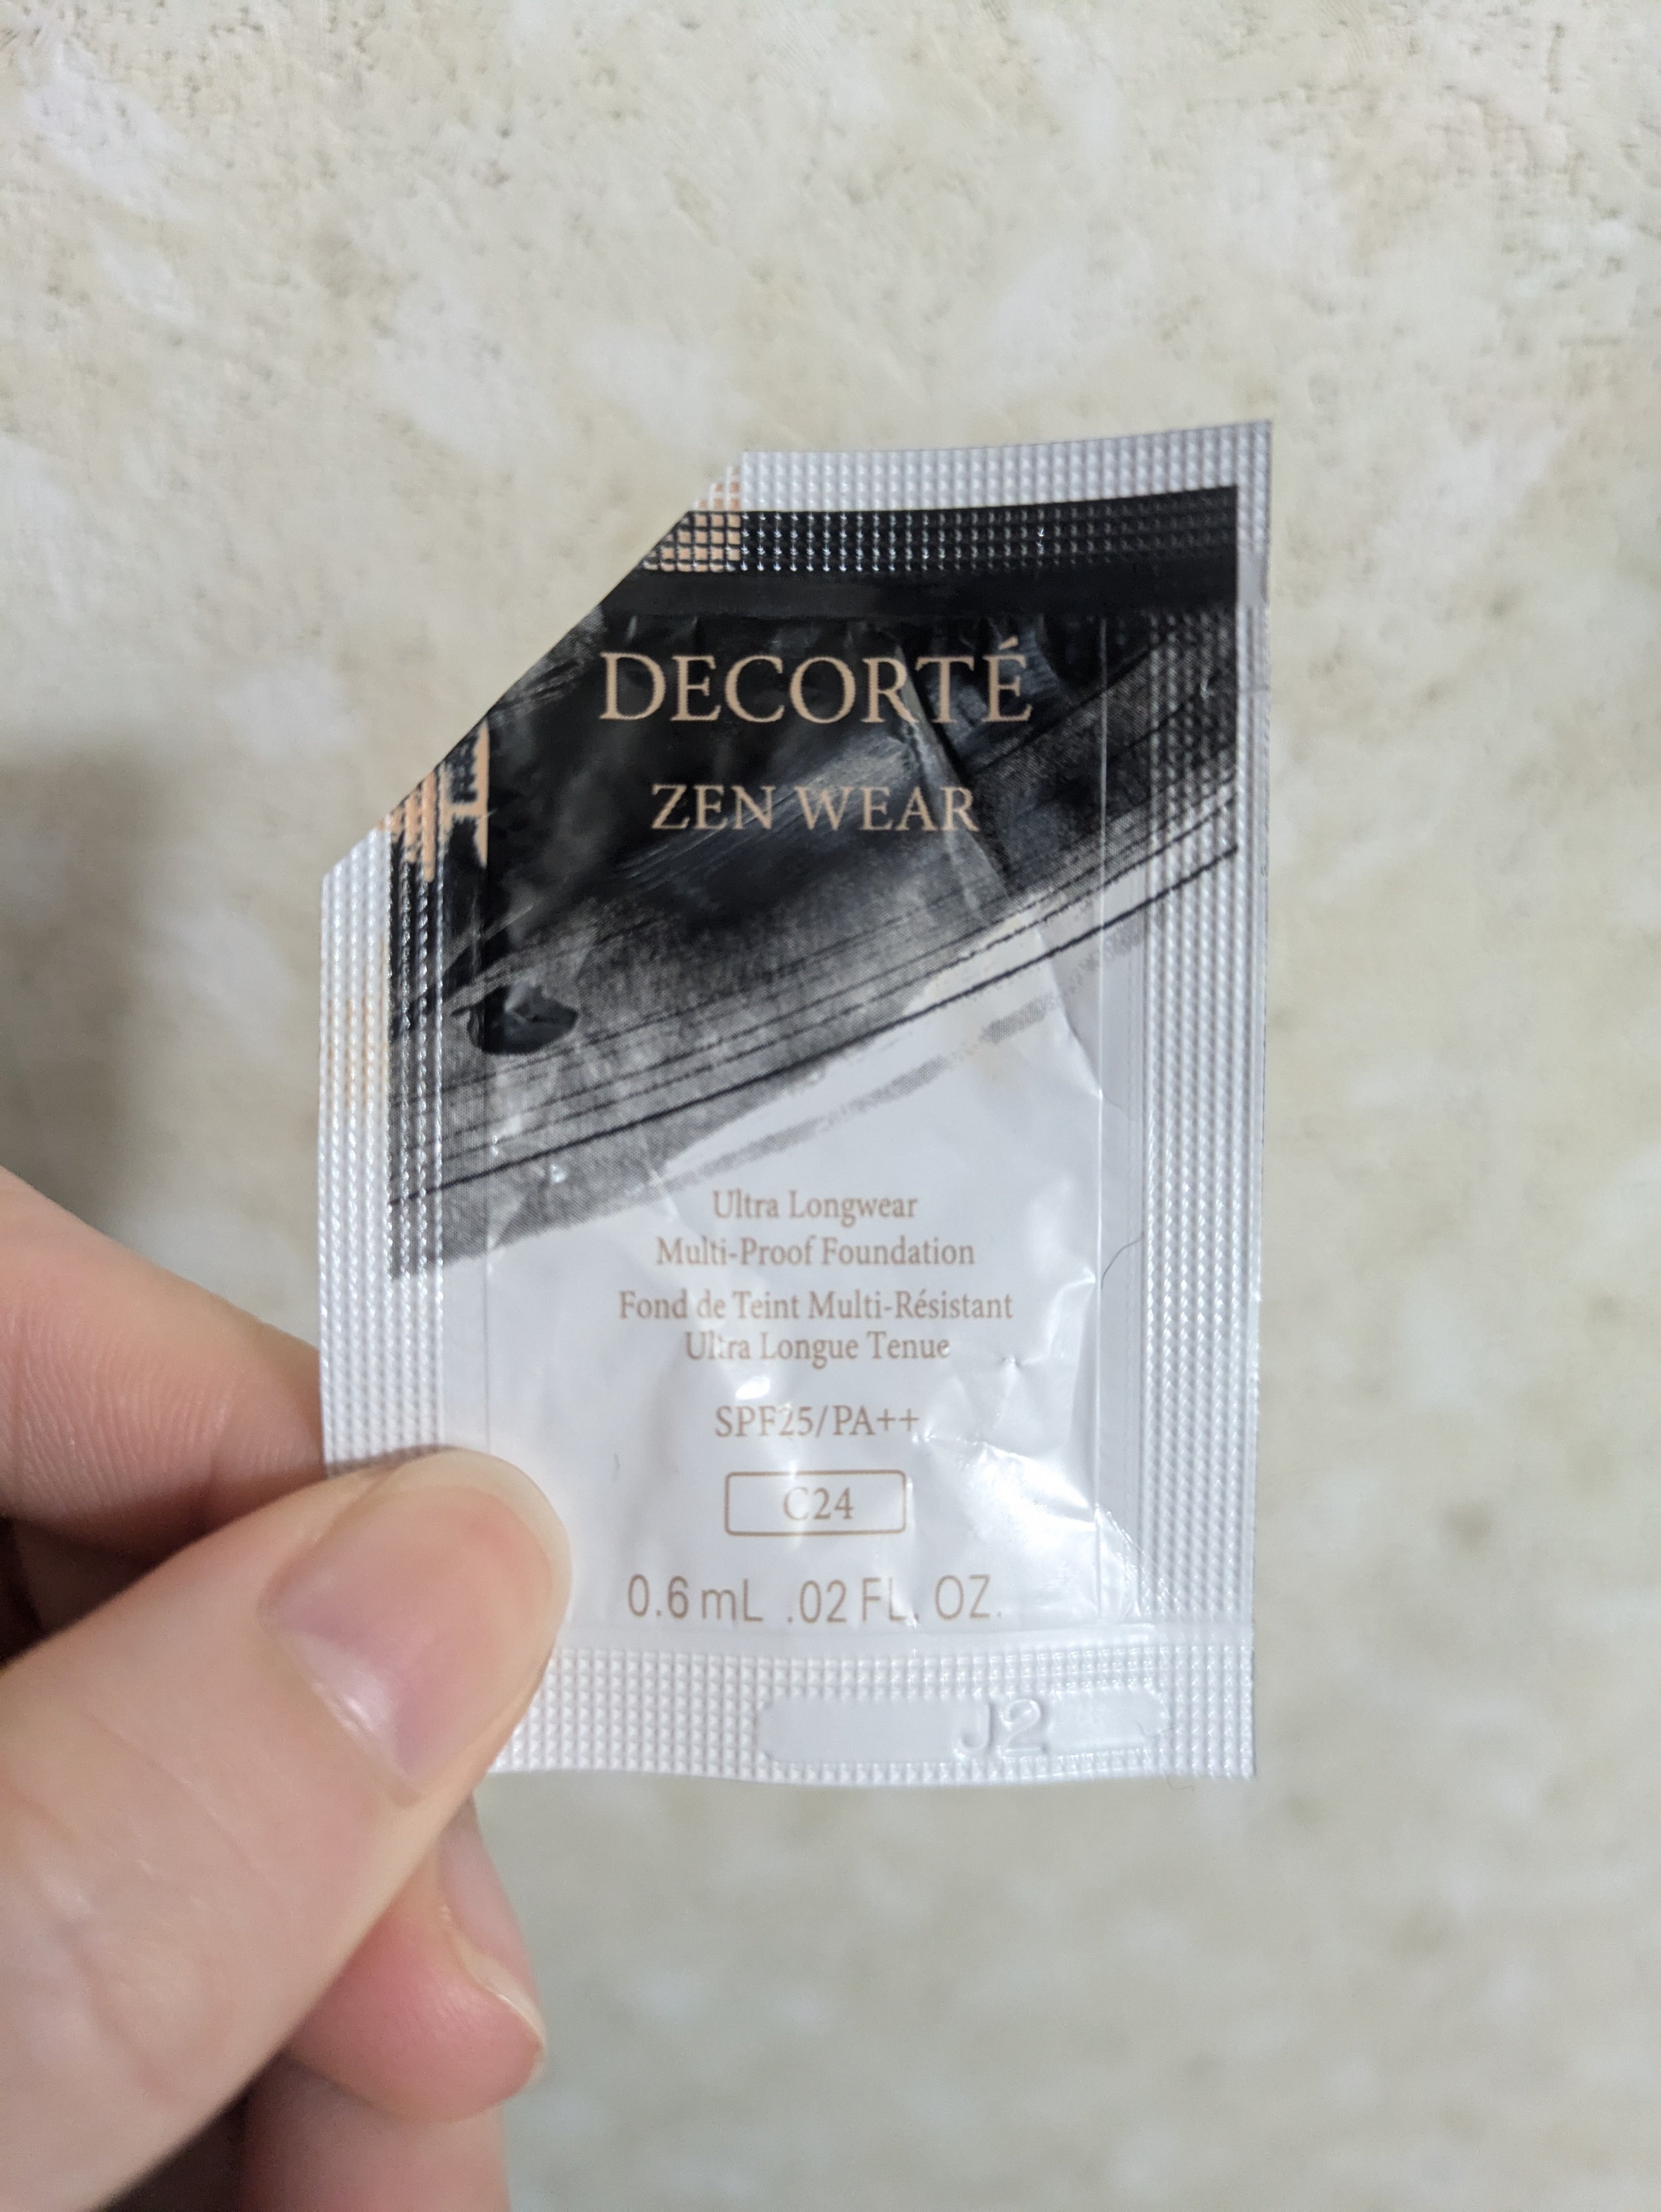 DECORTÉ
ZEN WEAR
Ultra Longwear
Multi-Proof Foundation
Fond de Teint Multi-Résistant
Ultra Longue Tenue
SPF25/PA++
C24
0.6 mL .02 FL. OZ.
J2